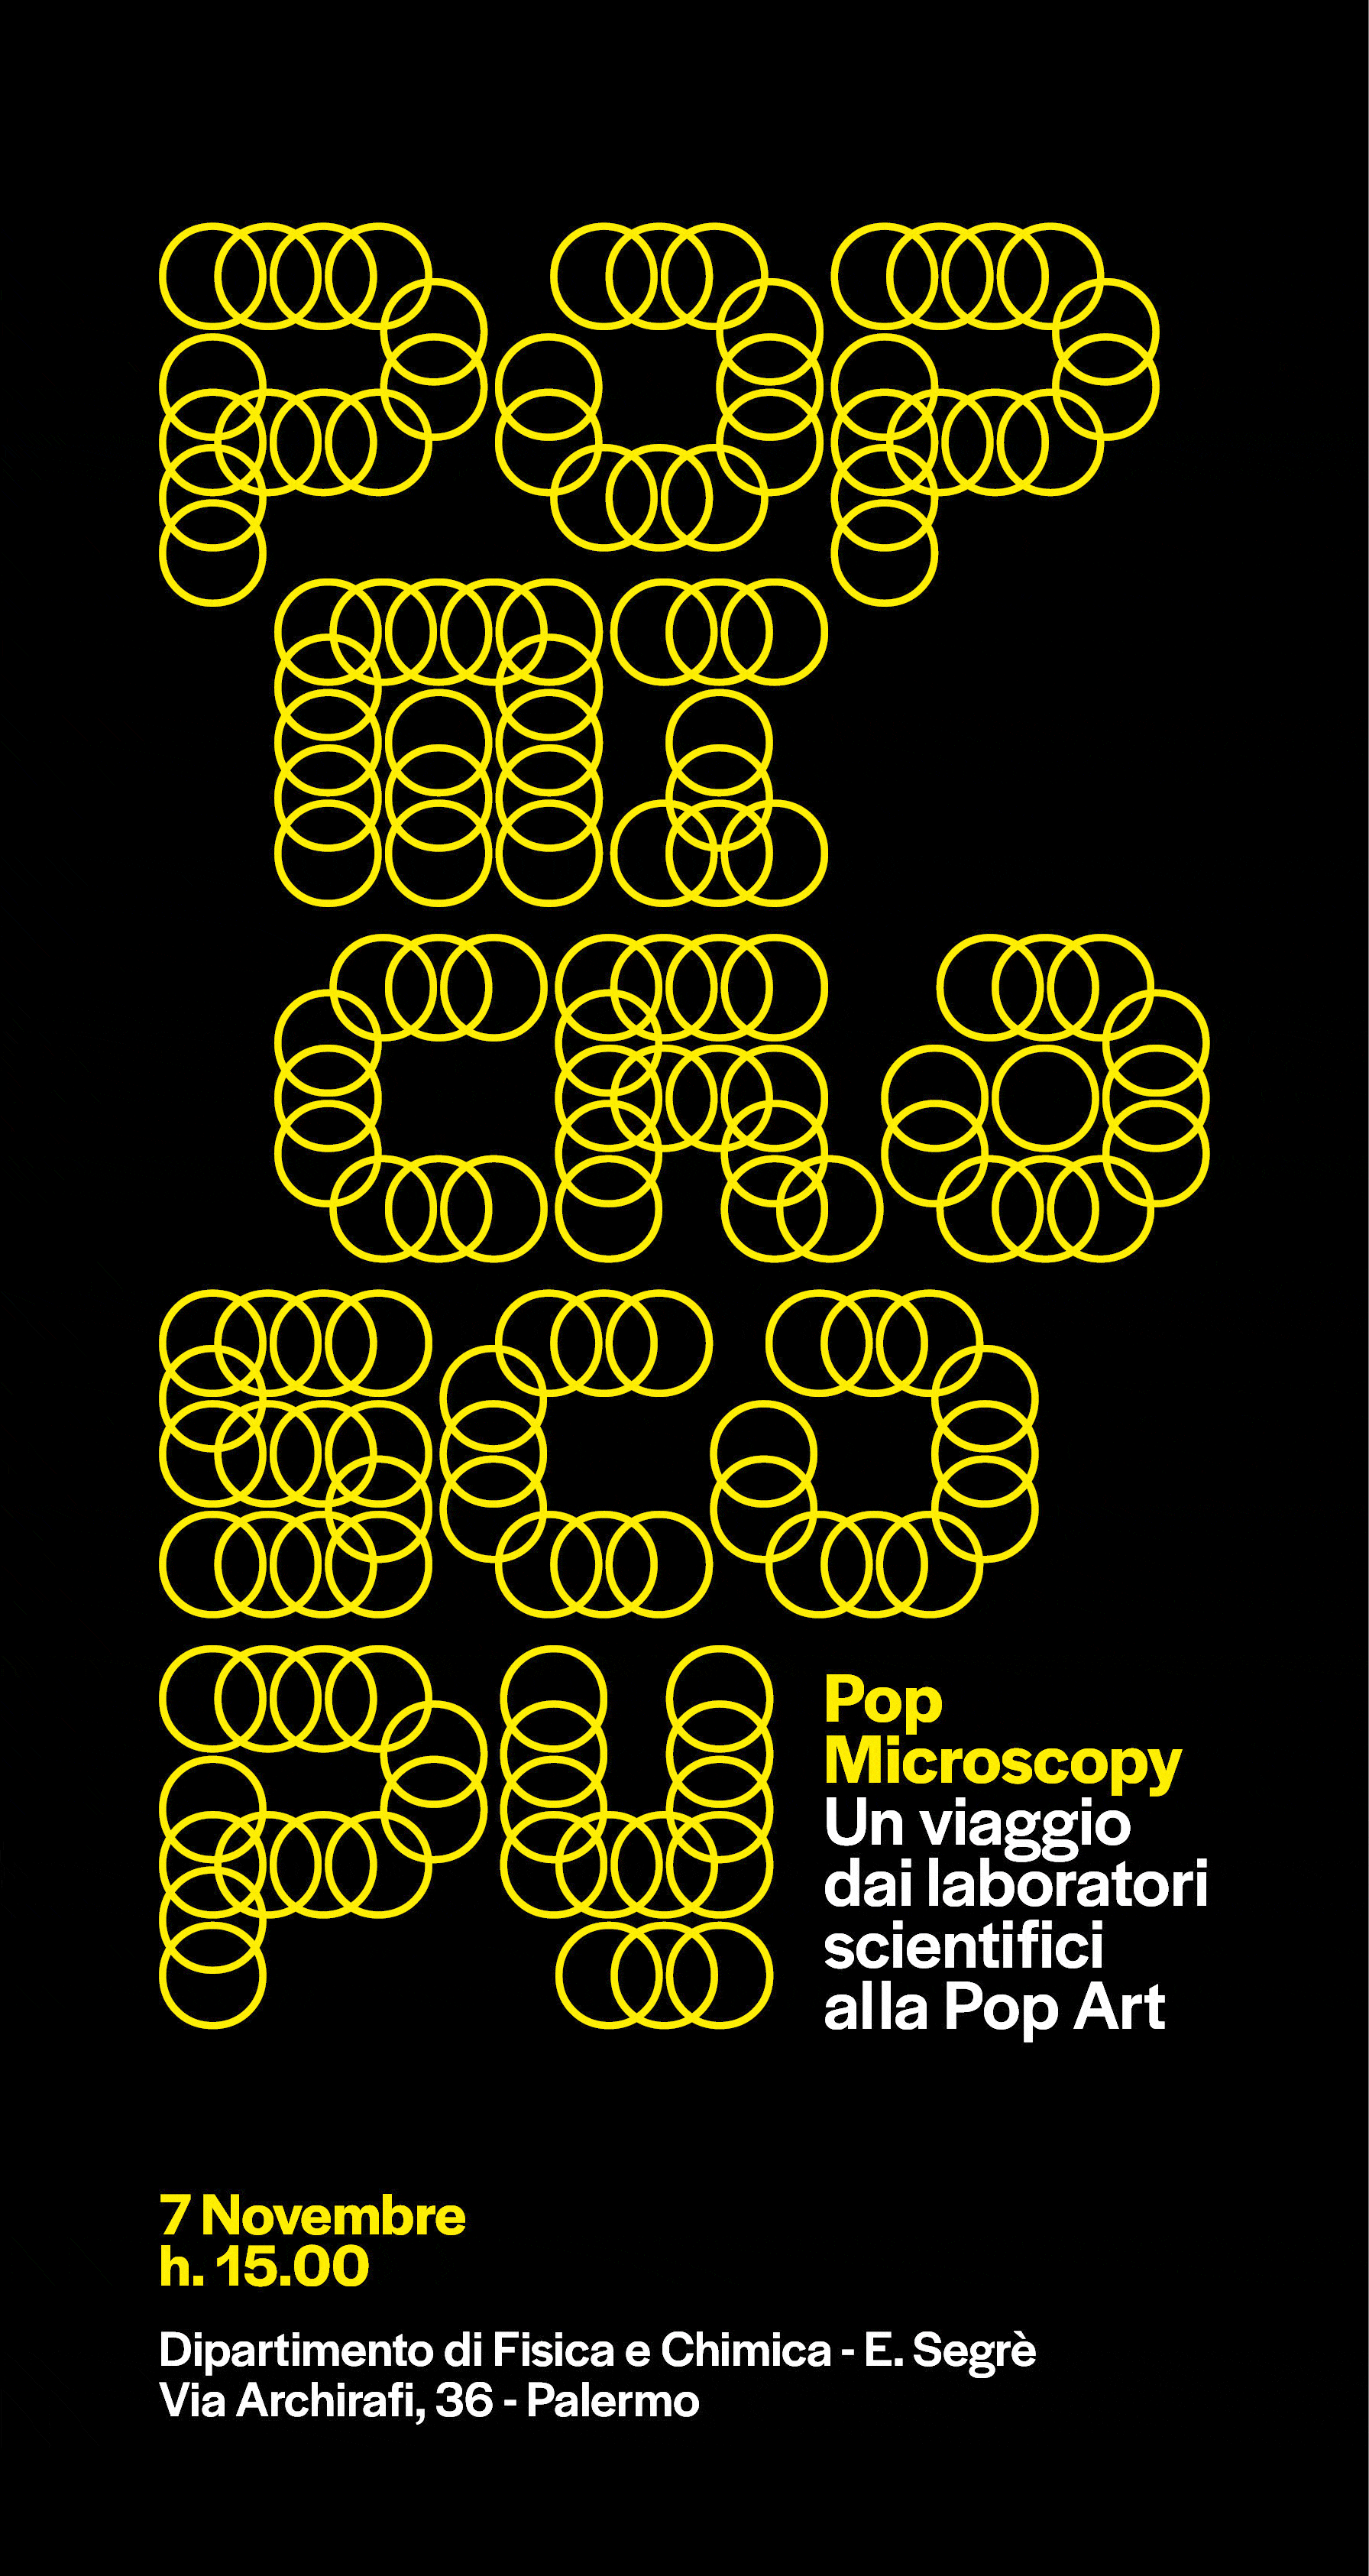 POP
MI
CRO
SCO
PY
Pop
Microscopy
Un viaggio
dai laboratori
scientifici
alla Pop Art
7 Novembre
h. 15.00
Dipartimento di Fisica e Chimica - E. Segrè
Via Archirafi, 36 - Palermo